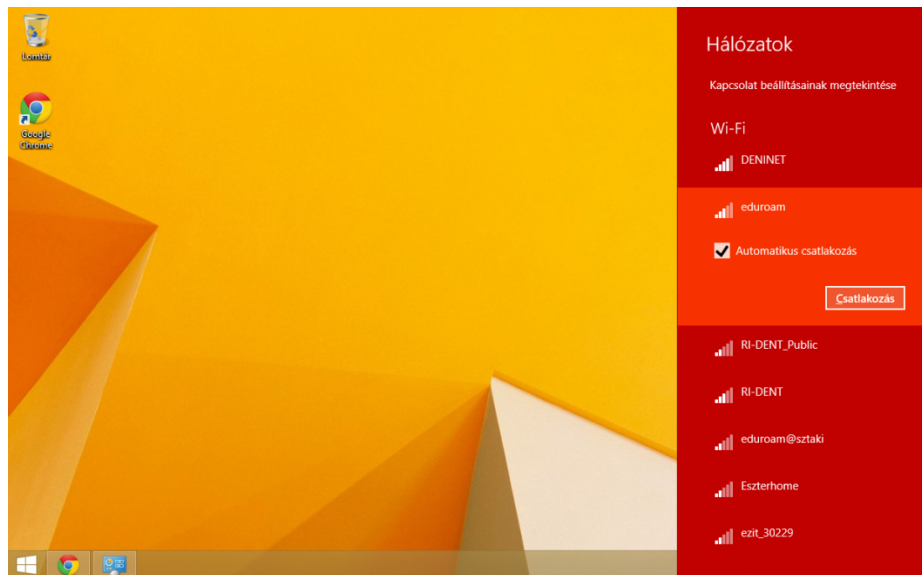 Lomtár
Google
Chrome
Hálózatok
Kapcsolat beállításainak megtekintése
Wi-Fi
DENINET
eduroam
Automatikus csatlakozás
Csatlakozás
RI-DENT_Public
RI-DENT
eduroam@sztaki
Eszterhome
ezit_30229